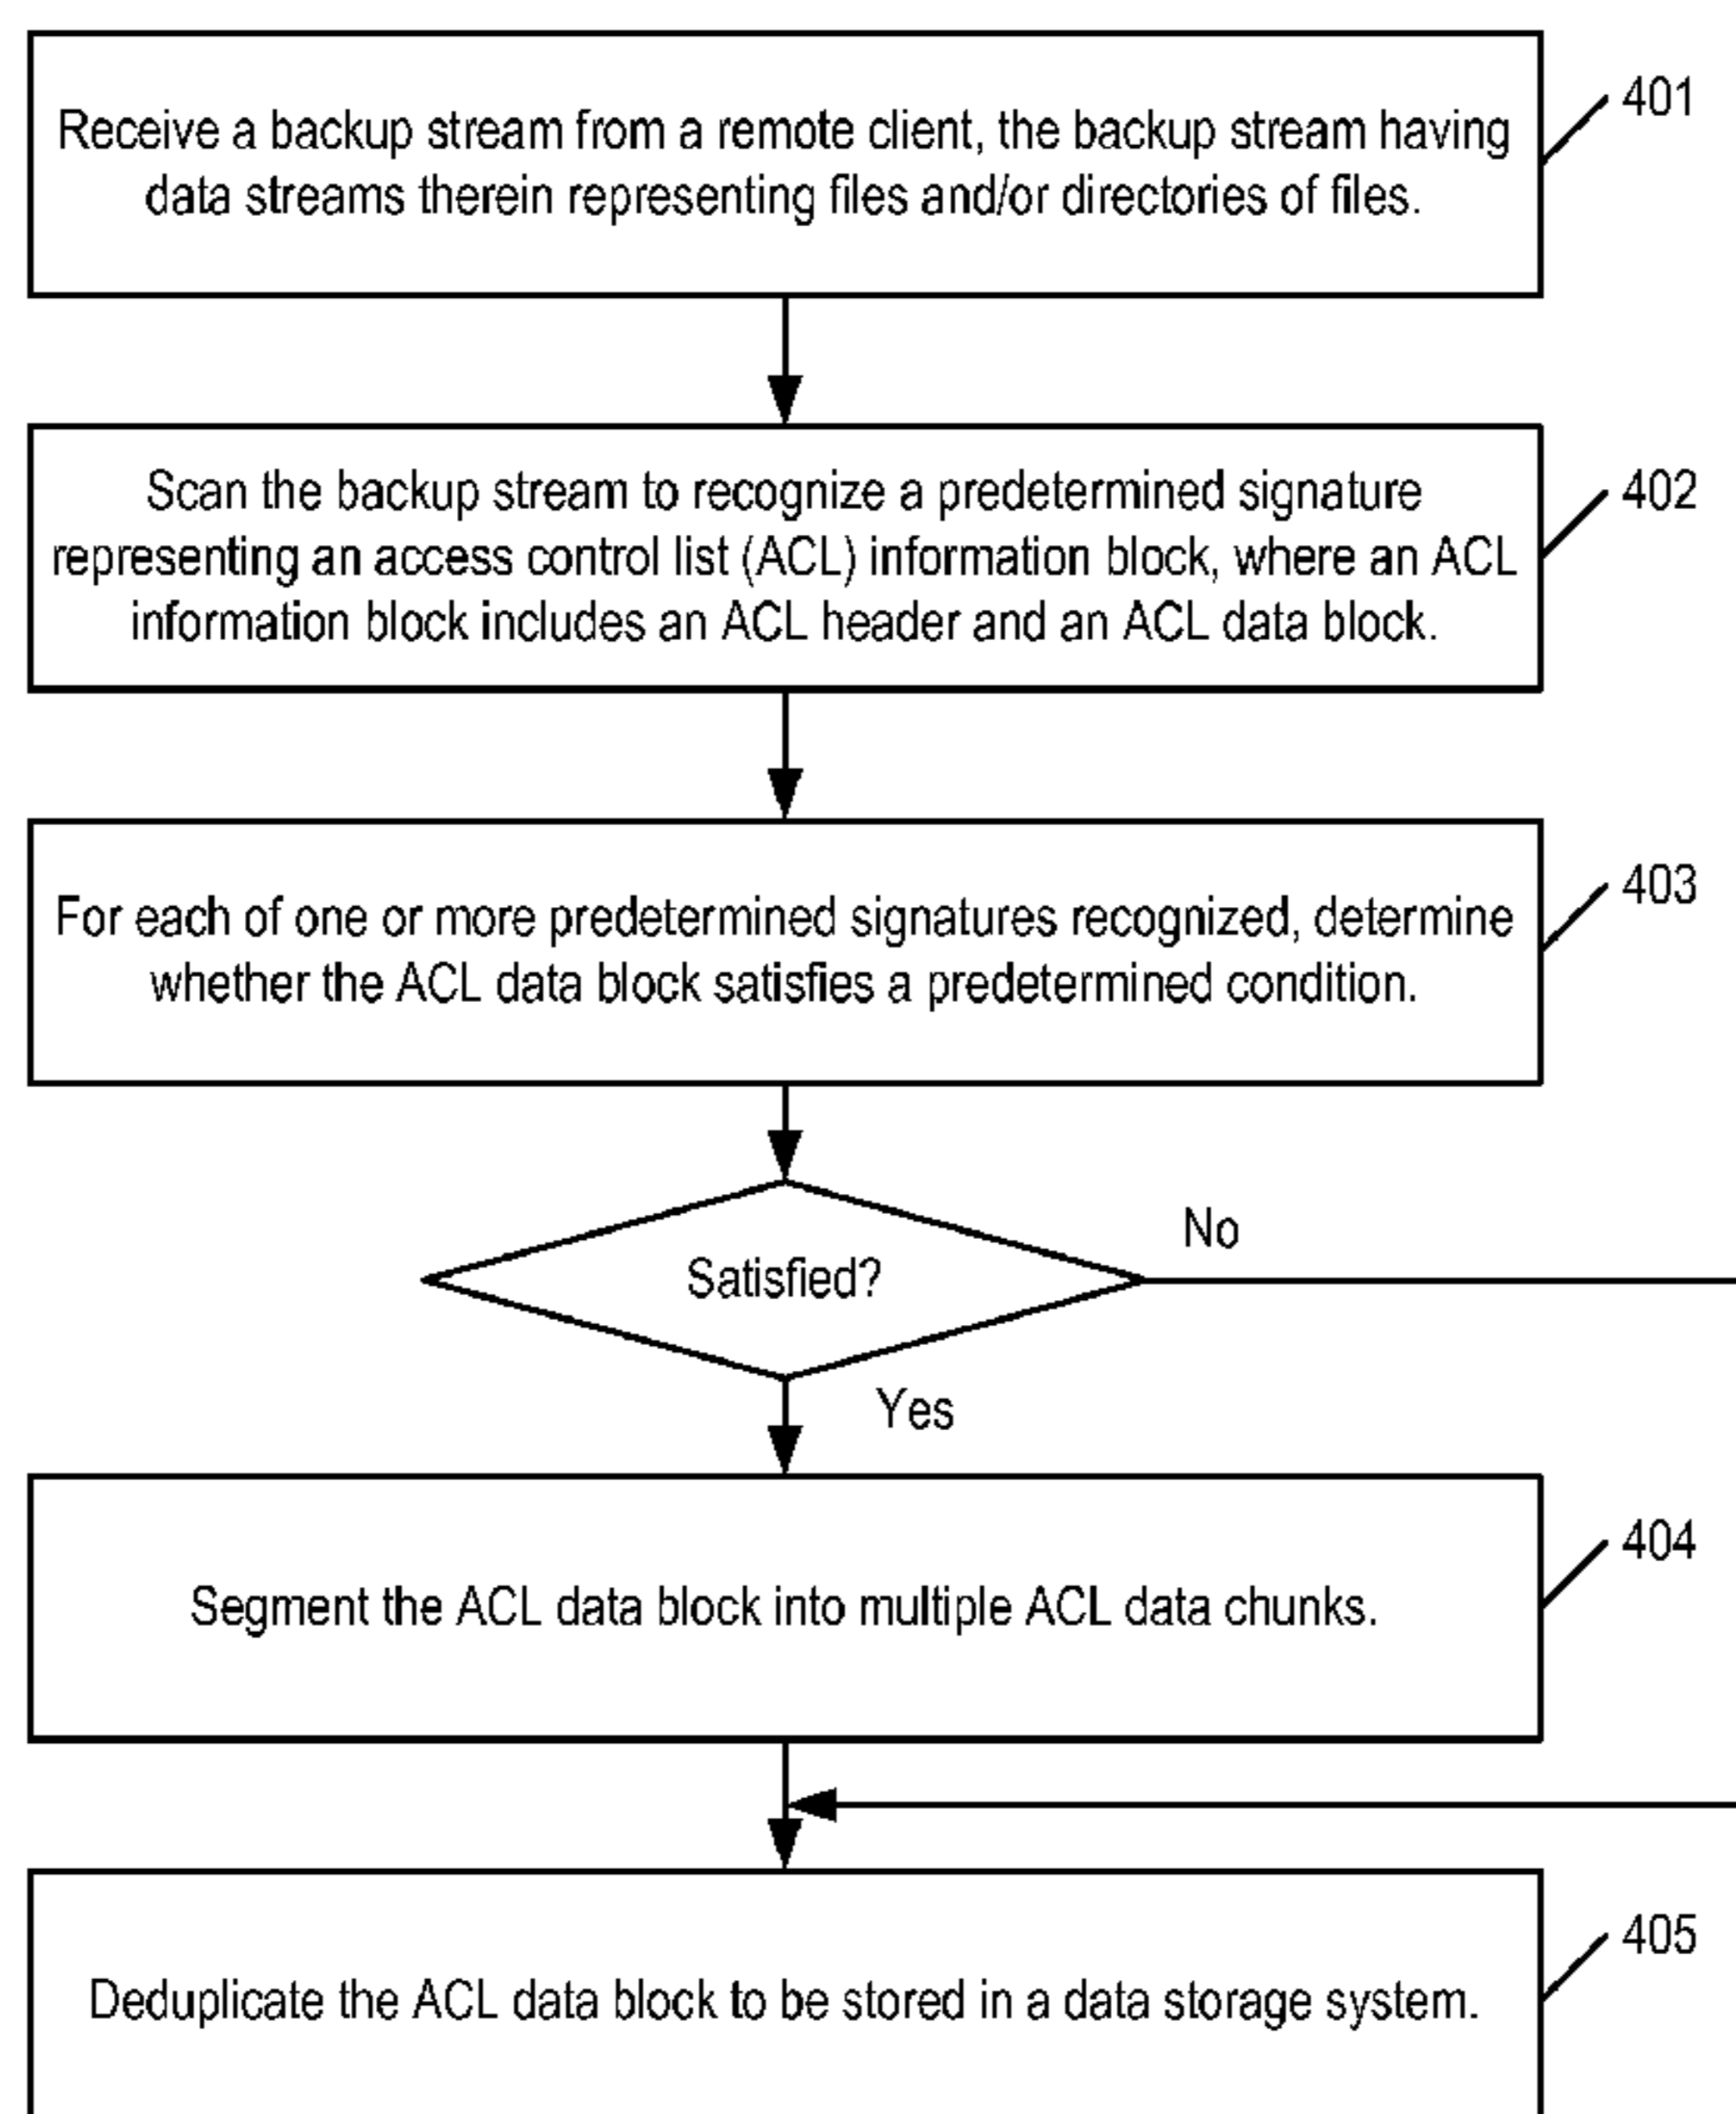 401
Receive a backup stream from a remote client, the backup stream having
data streams therein representing files and/or directories of files.
402
Scan the backup stream to recognize a predetermined signature
representing an access control list (ACL) information block, where an ACL
information block includes an ACL header and an ACL data block.
403
For each of one or more predetermined signatures recognized, determine
whether the ACL data block satisfies a predetermined condition.
No
Satisfied?
Yes
404
Segment the ACL data block into multiple ACL data chunks.
405
Deduplicate the ACL data block to be stored in a data storage system.